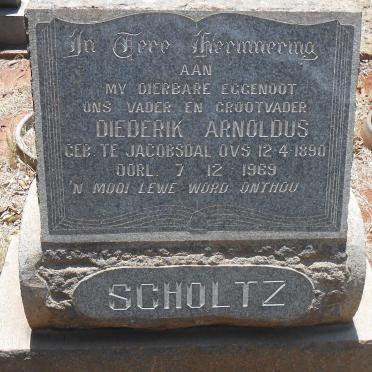 In Tere Herinnering
AAN
MY DIERBARE EGGENOOT
ONS VADER EN GROOTVADER
DIEDERIK ARNOLDUS
GEB. TE JACOBSDAL OVS 12-4-1890
OORL. 7 12 1969
'N MOOI LEWE WORD ONTHOU
SCHOLTZ